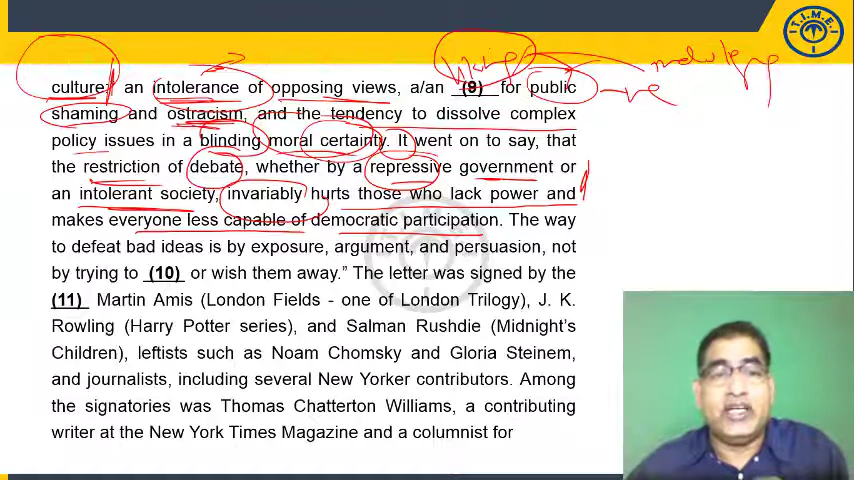 T.I.M.E.
liking
indulge
culture; an intolerance of opposing views, a/an (9) for public
-ve
shaming and ostracism, and the tendency to dissolve complex
policy issues in a blinding moral certainty. It went on to say, that
the restriction of debate, whether by a repressive government or
an intolerant society, invariably hurts those who lack power and
makes everyone less capable of democratic participation. The way
to defeat bad ideas is by exposure, argument, and persuasion, not
by trying to (10) or wish them away.” The letter was signed by the
(11) Martin Amis (London Fields - one of London Trilogy), J. K.
Rowling (Harry Potter series), and Salman Rushdie (Midnight’s
Children), leftists such as Noam Chomsky and Gloria Steinem,
and journalists, including several New Yorker contributors. Among
the signatories was Thomas Chatterton Williams, a contributing
writer at the New York Times Magazine and a columnist for